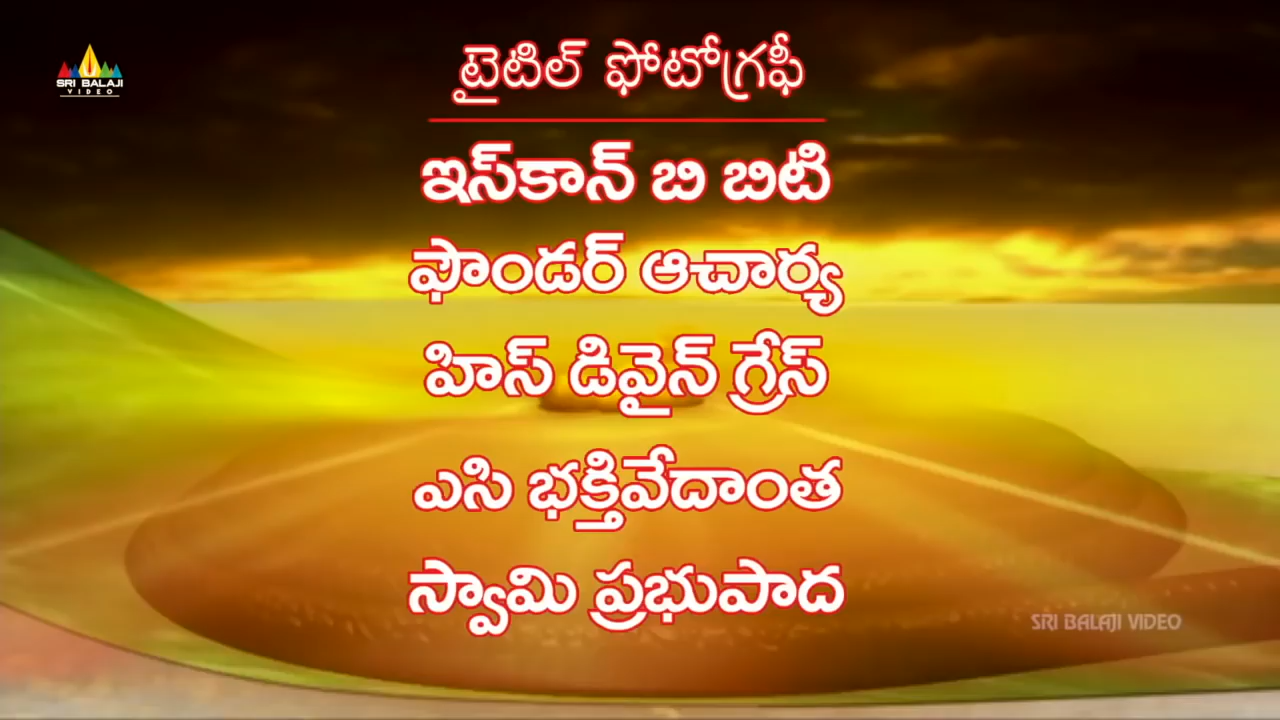 SRI BALAJI
VIDEO
టైటిల్ ఫోటోగ్రఫీ
ఇస్కాన్ బి బిటి
ఫౌండర్ ఆచార్య
హిస్ డివైన్ గ్రేస్
ఎసి భక్తివేదాంత
స్వామి ప్రభుపాద
SRI BALAJI VIDEO